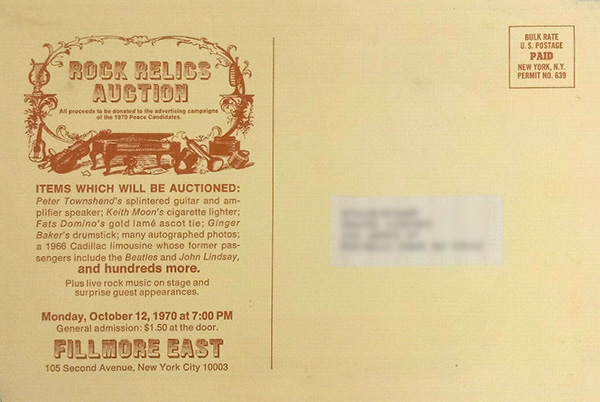 ROCK RELICS
AUCTION
All proceeds to be donated to the advertising campaigns
of the 1970 Peace Candidates.
ITEMS WHICH WILL BE AUCTIONED:
Peter Townshend's splintered guitar and am-
plifier speaker; Keith Moon's cigarette lighter;
Fats Domino's gold lamé ascot tie; Ginger
Baker's drumstick; many autographed photos;
a 1966 Cadillac limousine whose former pas-
sengers include the Beatles and John Lindsay,
and hundreds more.
Plus live rock music on stage and
surprise guest appearances.
Monday, October 12, 1970 at 7:00 PM
General admission: $1.50 at the door.
FILLMORE EAST
105 Second Avenue, New York City 10003
BULK RATE
U.S. POSTAGE
PAID
NEW YORK, N.Y.
PERMIT NO. 639